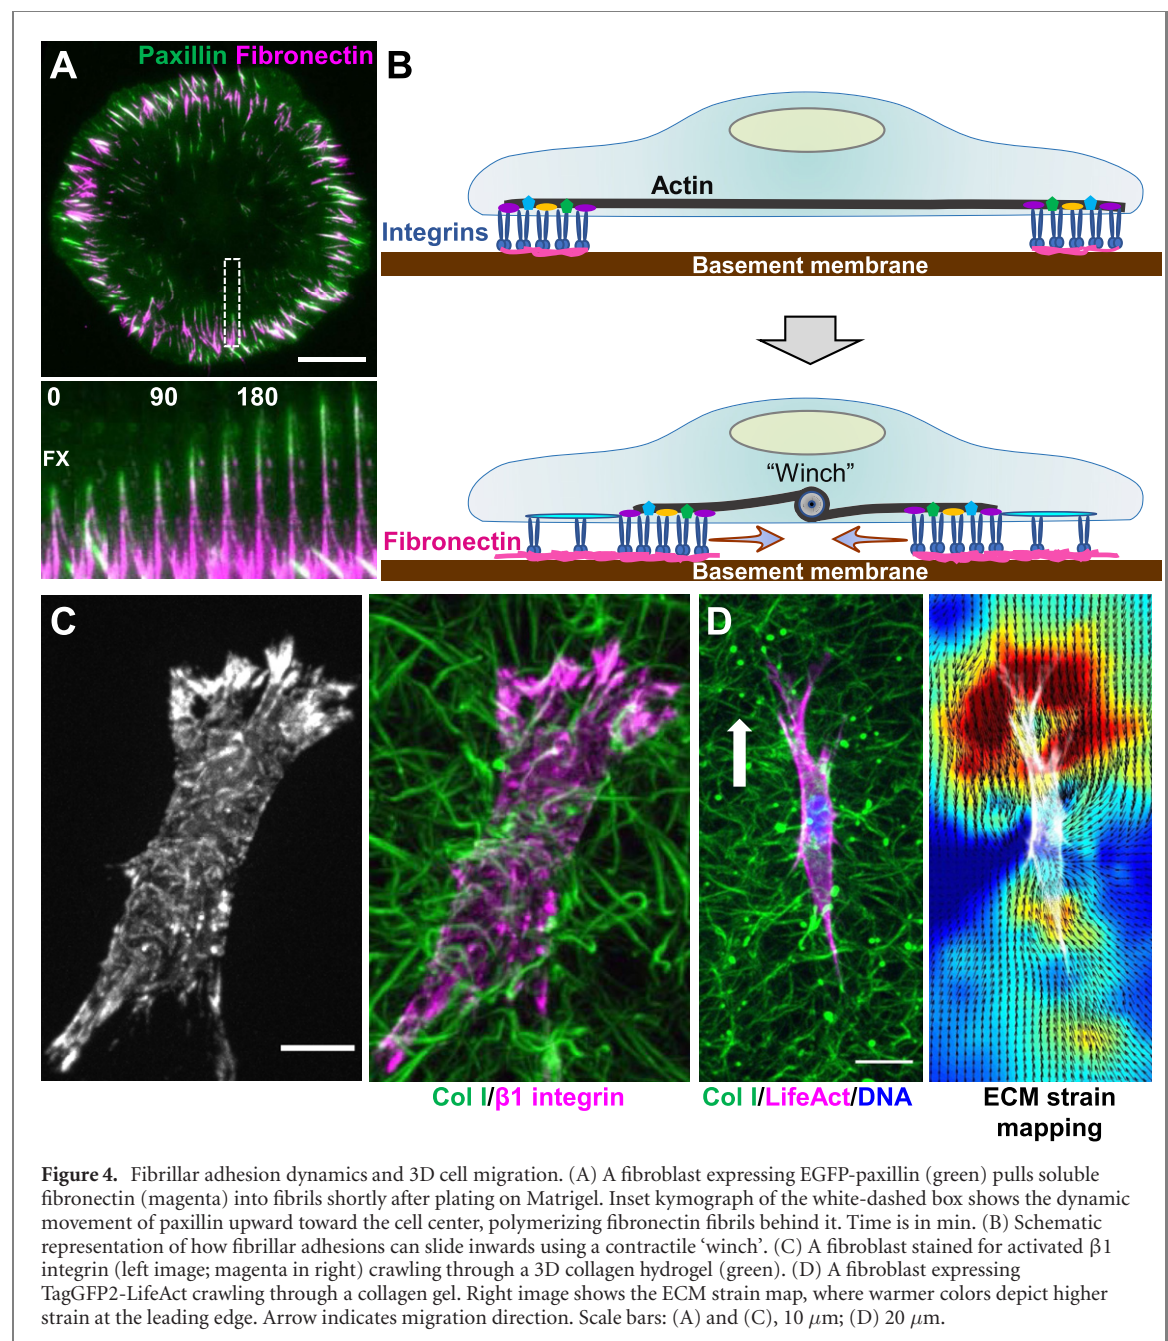 A
Paxillin Fibronectin
B
Actin
Integrins
Basement membrane
0 90 180
FX
"Winch"
Fibronectin
Basement membrane
C
D
Col I/β1 integrin
Col I/LifeAct/DNA
ECM strain
mapping
Figure 4. Fibrillar adhesion dynamics and 3D cell migration. (A) A fibroblast expressing EGFP-paxillin (green) pulls soluble
fibronectin (magenta) into fibrils shortly after plating on Matrigel. Inset kymograph of the white-dashed box shows the dynamic
movement of paxillin upward toward the cell center, polymerizing fibronectin fibrils behind it. Time is in min. (B) Schematic
representation of how fibrillar adhesions can slide inwards using a contractile ‘winch’. (C) A fibroblast stained for activated β1
integrin (left image; magenta in right) crawling through a 3D collagen hydrogel (green). (D) A fibroblast expressing
TagGFP2-LifeAct crawling through a collagen gel. Right image shows the ECM strain map, where warmer colors depict higher
strain at the leading edge. Arrow indicates migration direction. Scale bars: (A) and (C), 10 μm; (D) 20 μm.